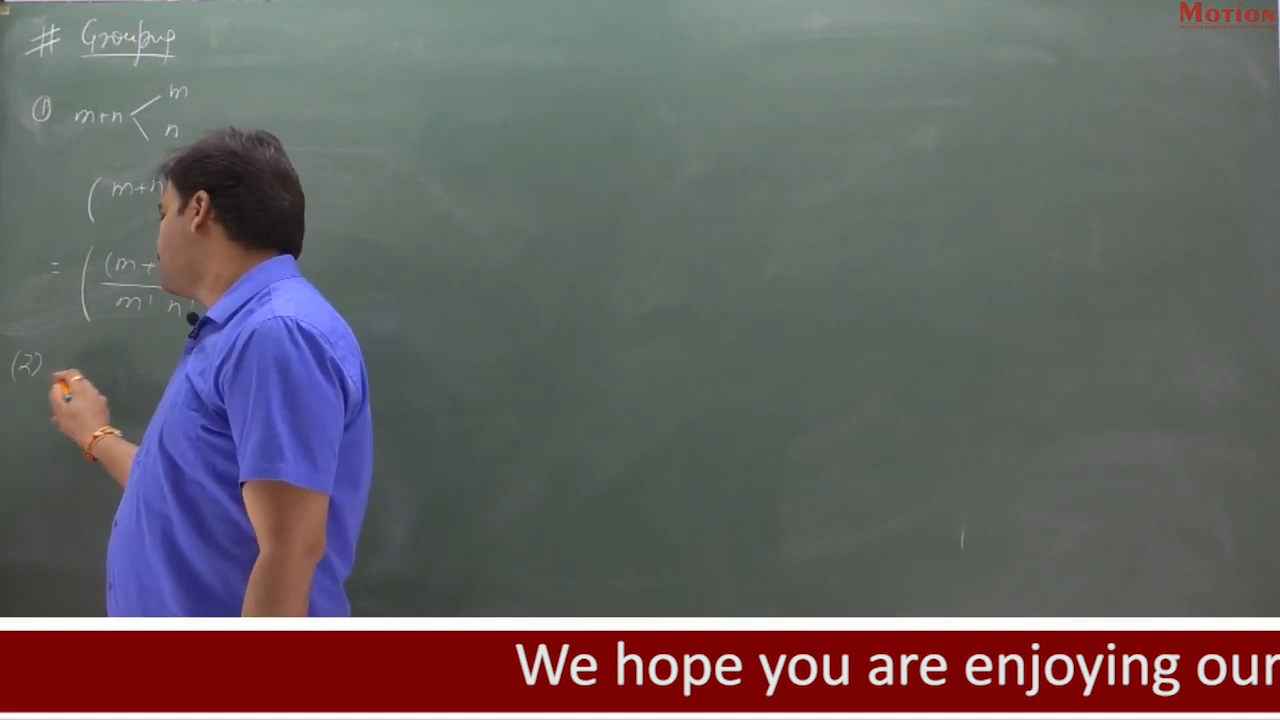 MOTION
# Grouping
① m+n < m
n
( m+n
= ( (m+
m! n!
(2)
We hope you are enjoying our